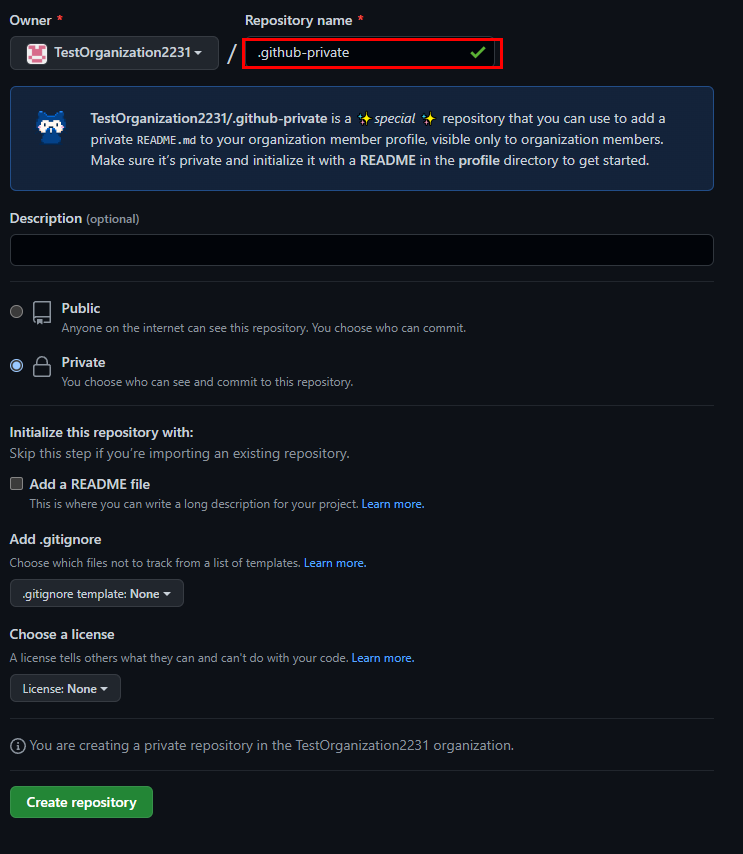 Owner * Repository name *
TestOrganization2231 / .github-private
TestOrganization2231/.github-private is a ✨ special ✨ repository that you can use to add a
private README.md to your organization member profile, visible only to organization members.
Make sure it's private and initialize it with a README in the profile directory to get started.
Description (optional)
Public
Anyone on the internet can see this repository. You choose who can commit.
Private
You choose who can see and commit to this repository.
Initialize this repository with:
Skip this step if you're importing an existing repository.
Add a README file
This is where you can write a long description for your project. Learn more.
Add .gitignore
Choose which files not to track from a list of templates. Learn more.
.gitignore template: None
Choose a license
A license tells others what they can and can't do with your code. Learn more.
License: None
You are creating a private repository in the TestOrganization2231 organization.
Create repository